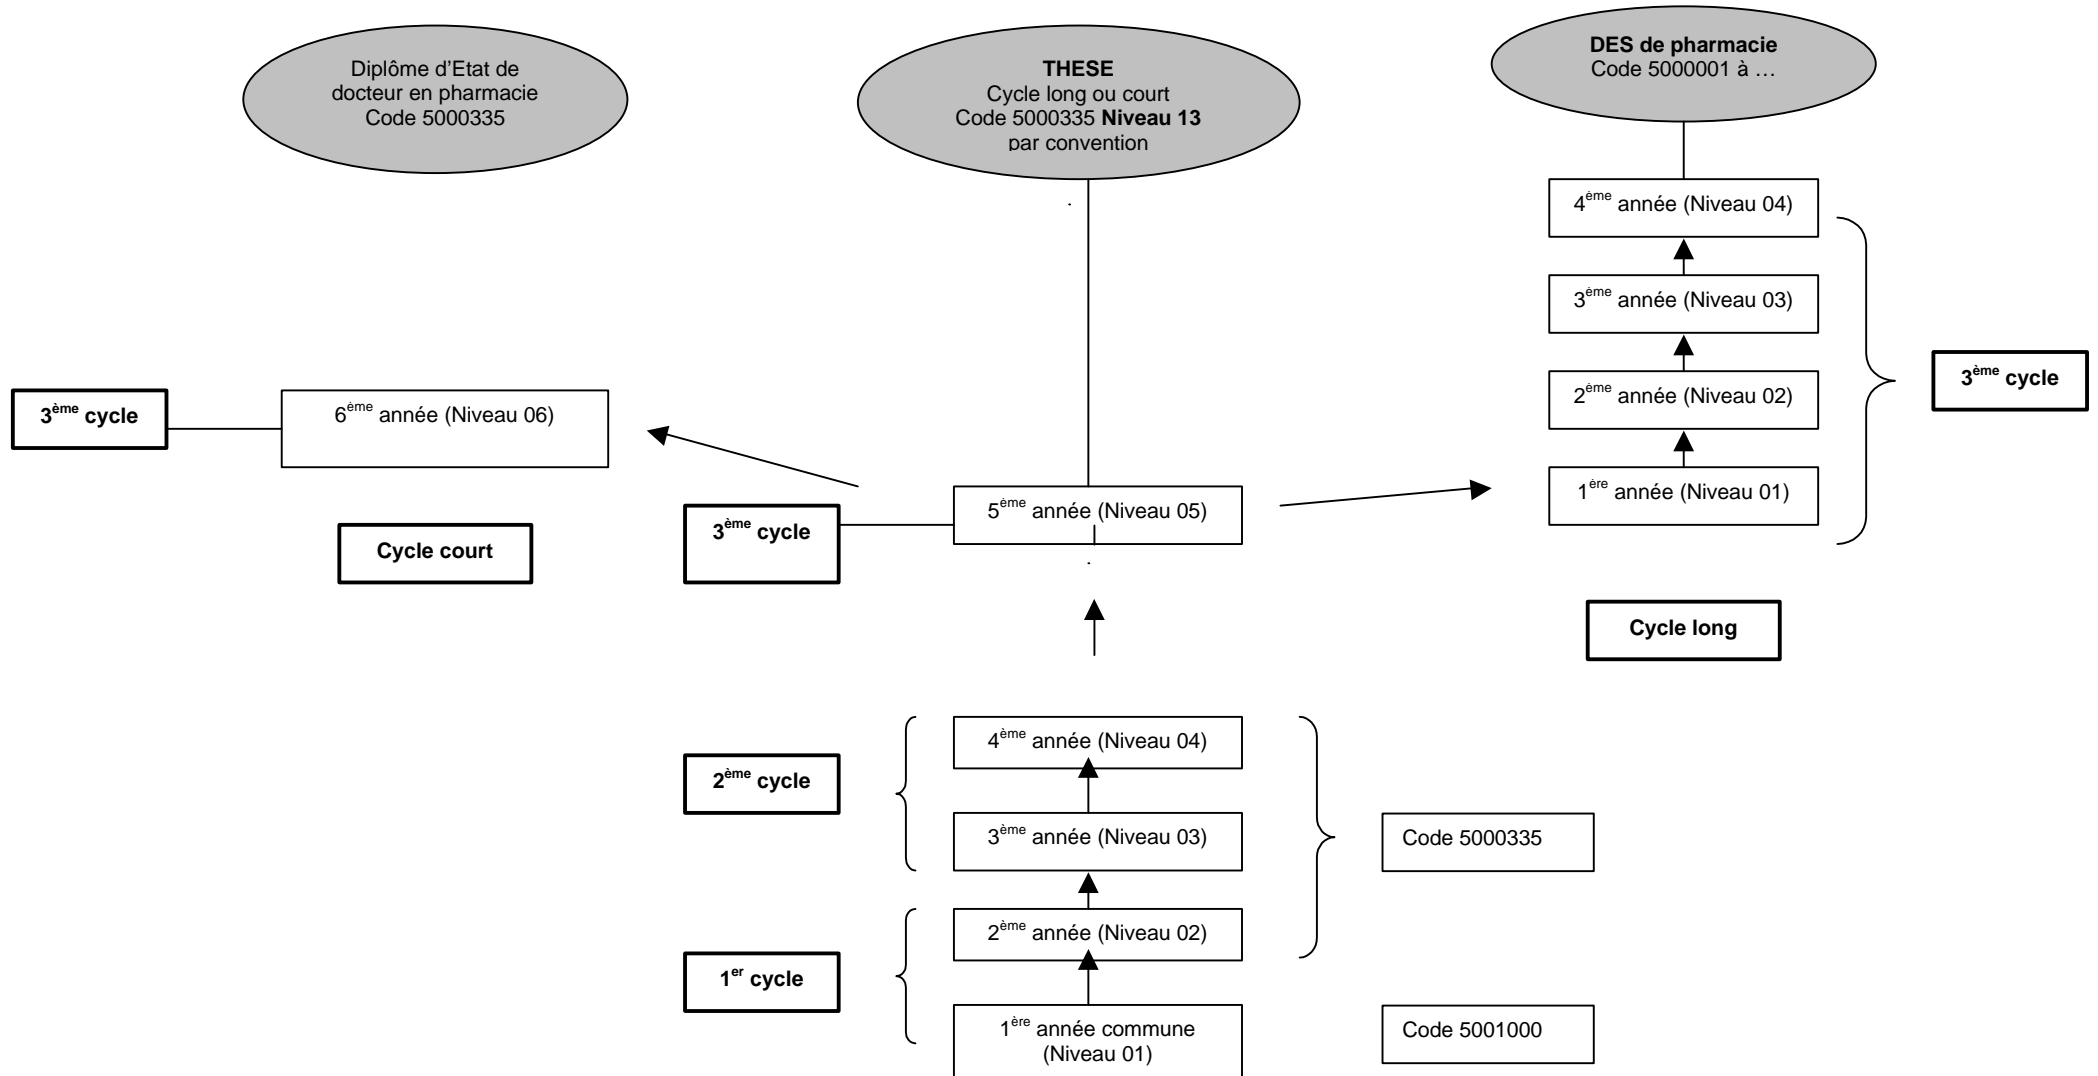 Diplôme d'Etat de
docteur en pharmacie
Code 5000335
THESE
Cycle long ou court
Code 5000335 Niveau 13
par convention
DES de pharmacie
Code 5000001 à …
4ème année (Niveau 04)
3ème année (Niveau 03)
2ème année (Niveau 02)
1ère année (Niveau 01)
3ème cycle
Cycle long
3ème cycle
6ème année (Niveau 06)
Cycle court
3ème cycle
5ème année (Niveau 05)
2ème cycle
4ème année (Niveau 04)
3ème année (Niveau 03)
Code 5000335
1er cycle
2ème année (Niveau 02)
1ère année commune
(Niveau 01)
Code 5001000